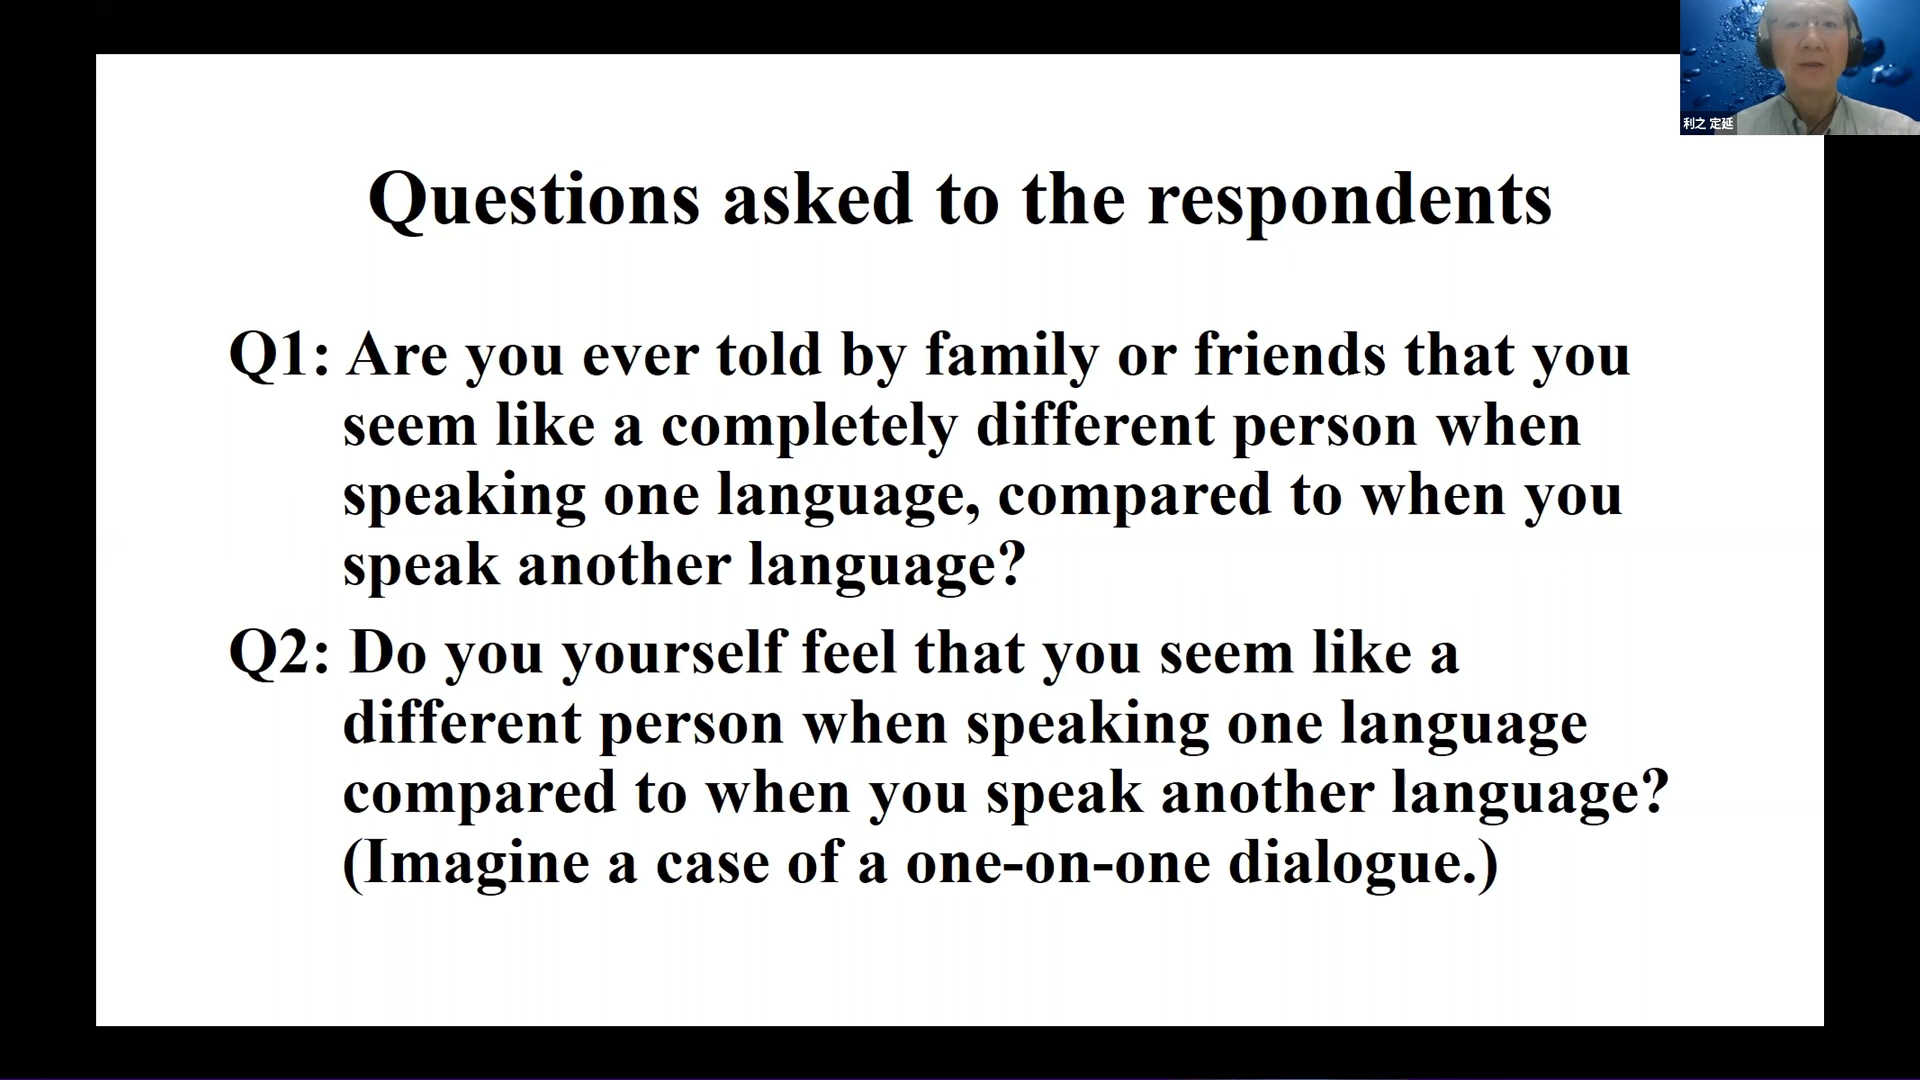 利之 定延
Questions asked to the respondents
Q1: Are you ever told by family or friends that you
seem like a completely different person when
speaking one language, compared to when you
speak another language?
Q2: Do you yourself feel that you seem like a
different person when speaking one language
compared to when you speak another language?
(Imagine a case of a one-on-one dialogue.)